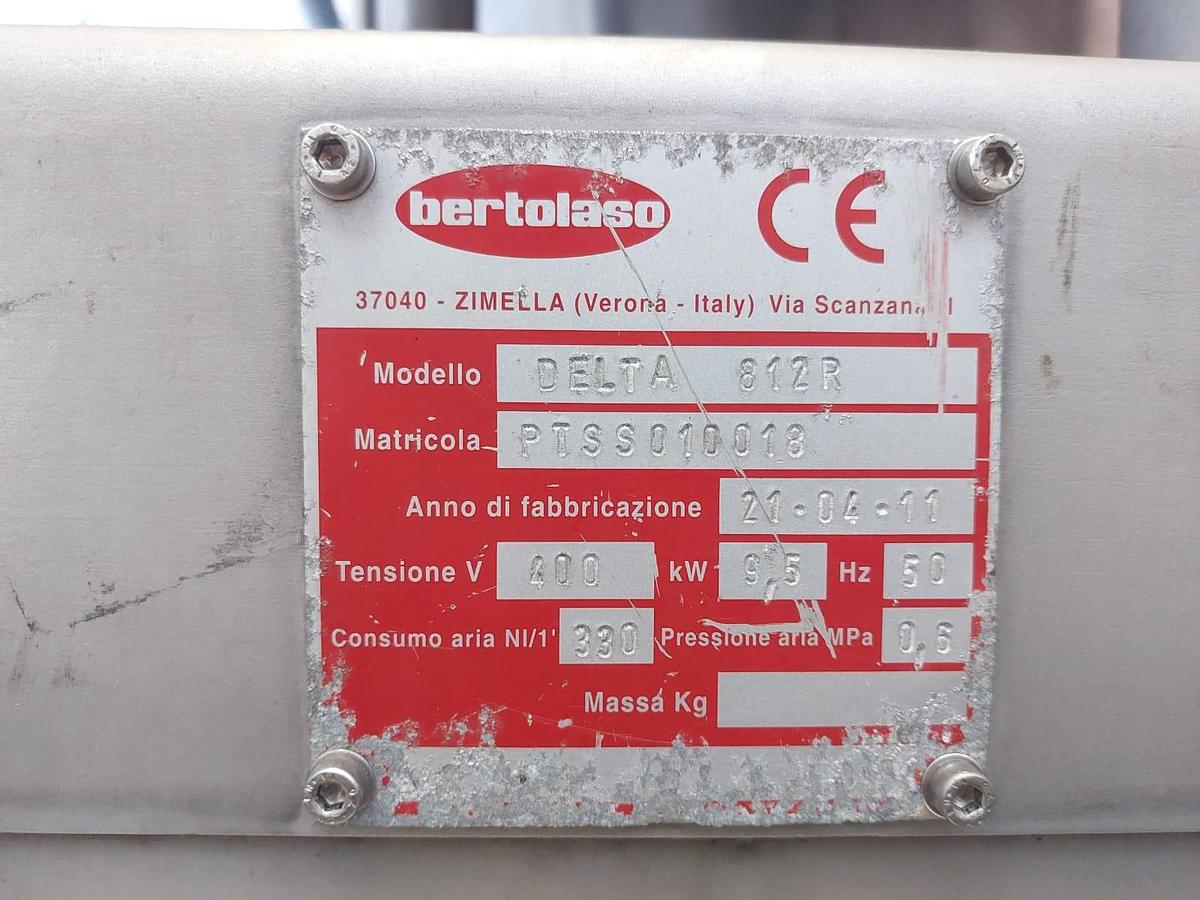 bertolaso CE
37040 - ZIMELLA (Verona - Italy) Via Scanzana
Modello DELTA 812R
Matricola PTSS010018
Anno di fabbricazione 21·04·11
Tensione V 400 kW 9,5 Hz 50
Consumo aria Nl/1' 330 Pressione aria MPa 0,6
Massa Kg